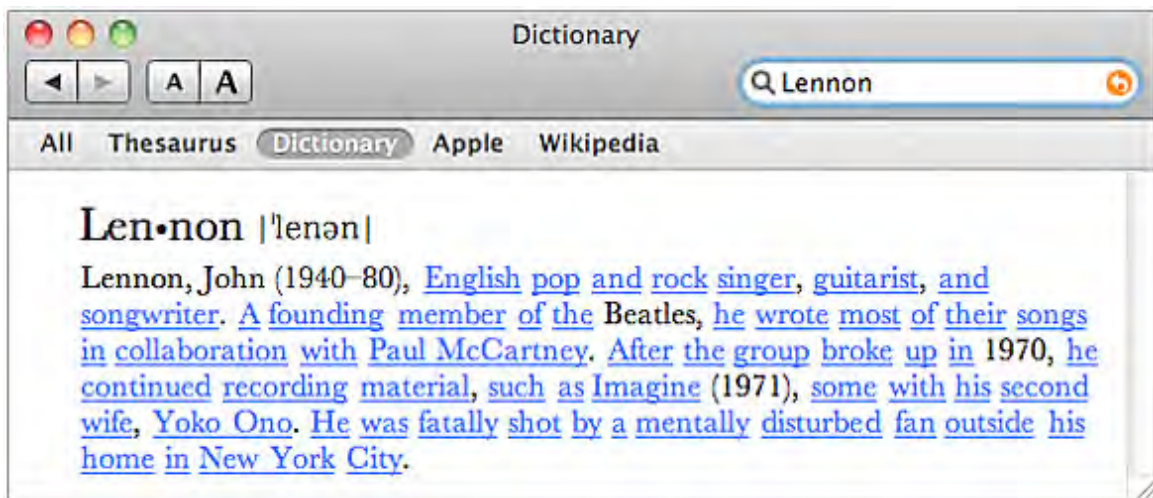 Dictionary
A A
Lennon
All Thesaurus Dictionary Apple Wikipedia
Len•non |ˈlenən|
Lennon, John (1940–80), English pop and rock singer, guitarist, and
songwriter. A founding member of the Beatles, he wrote most of their songs
in collaboration with Paul McCartney. After the group broke up in 1970, he
continued recording material, such as Imagine (1971), some with his second
wife, Yoko Ono. He was fatally shot by a mentally disturbed fan outside his
home in New York City.